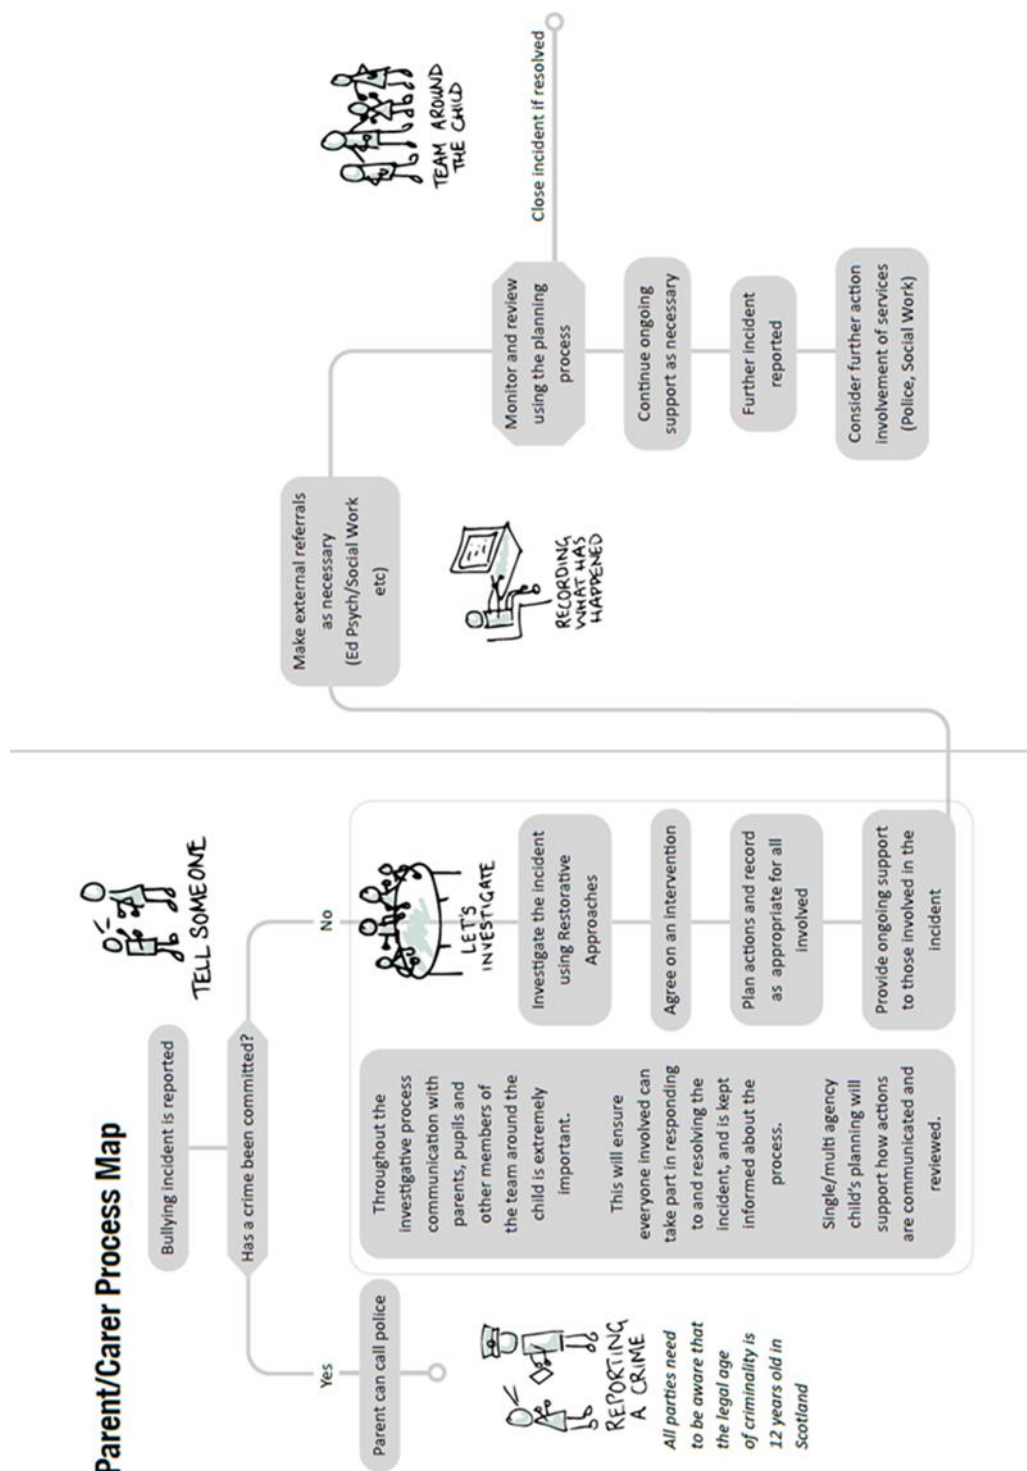 Parent/Carer Process Map
Bullying incident is reported
TELL SOMEONE
Has a crime been committed?
Yes
No
Parent can call police
REPORTING
A CRIME
All parties need
to be aware that
the legal age
of criminality is
12 years old in
Scotland
Throughout the
investigative process
communication with
parents, pupils and
other members of
the team around the
child is extremely
important.
This will ensure
everyone involved can
take part in responding
to and resolving the
incident, and is kept
informed about the
process.
Single/multi agency
child's planning will
support how actions
are communicated and
reviewed.
LET'S
INVESTIGATE
Investigate the incident
using Restorative
Approaches
Agree on an intervention
Plan actions and record
as appropriate for all
involved
Provide ongoing support
to those involved in the
incident
Make external referrals
as necessary
(Ed Psych/Social Work
etc)
RECORDING
WHAT HAS
HAPPENED
TEAM AROUND
THE CHILD
Monitor and review
using the planning
process
Close incident if resolved
Continue ongoing
support as necessary
Further incident
reported
Consider further action
involvement of services
(Police, Social Work)